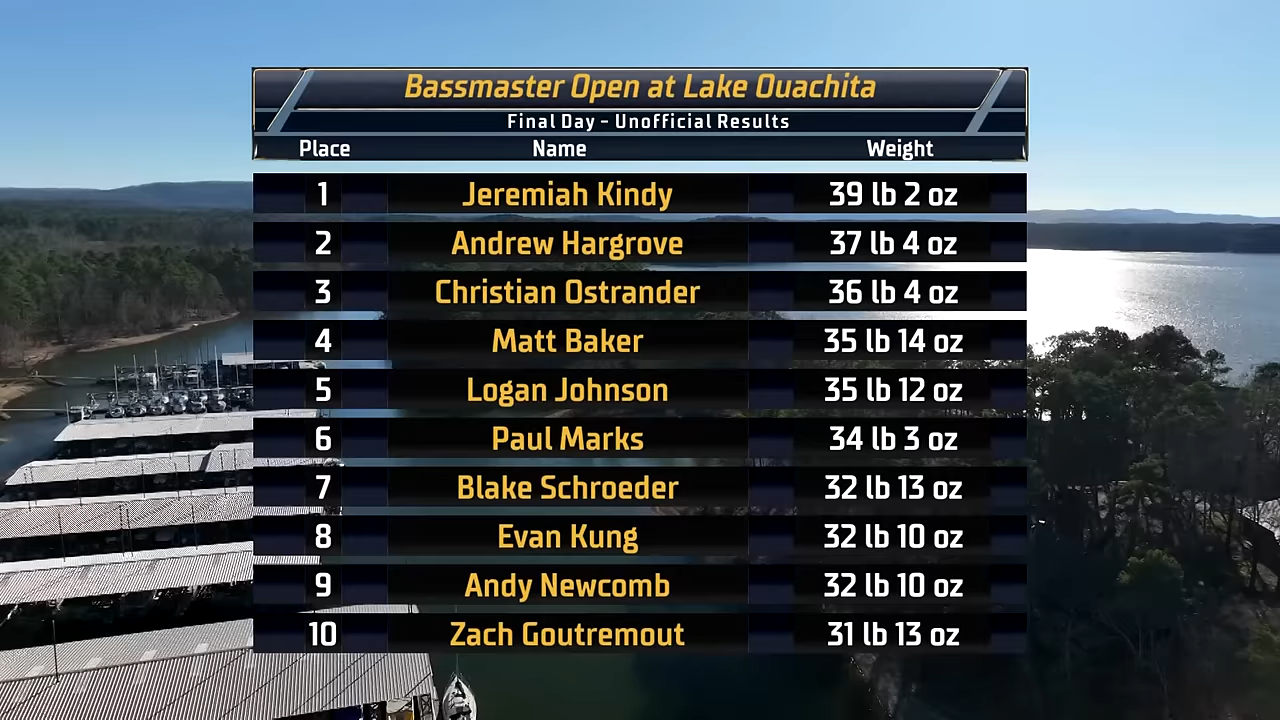 Bassmaster Open at Lake Ouachita
Final Day - Unofficial Results
Place Name Weight
1 Jeremiah Kindy 39 lb 2 oz
2 Andrew Hargrove 37 lb 4 oz
3 Christian Ostrander 36 lb 4 oz
4 Matt Baker 35 lb 14 oz
5 Logan Johnson 35 lb 12 oz
6 Paul Marks 34 lb 3 oz
7 Blake Schroeder 32 lb 13 oz
8 Evan Kung 32 lb 10 oz
9 Andy Newcomb 32 lb 10 oz
10 Zach Goutremout 31 lb 13 oz